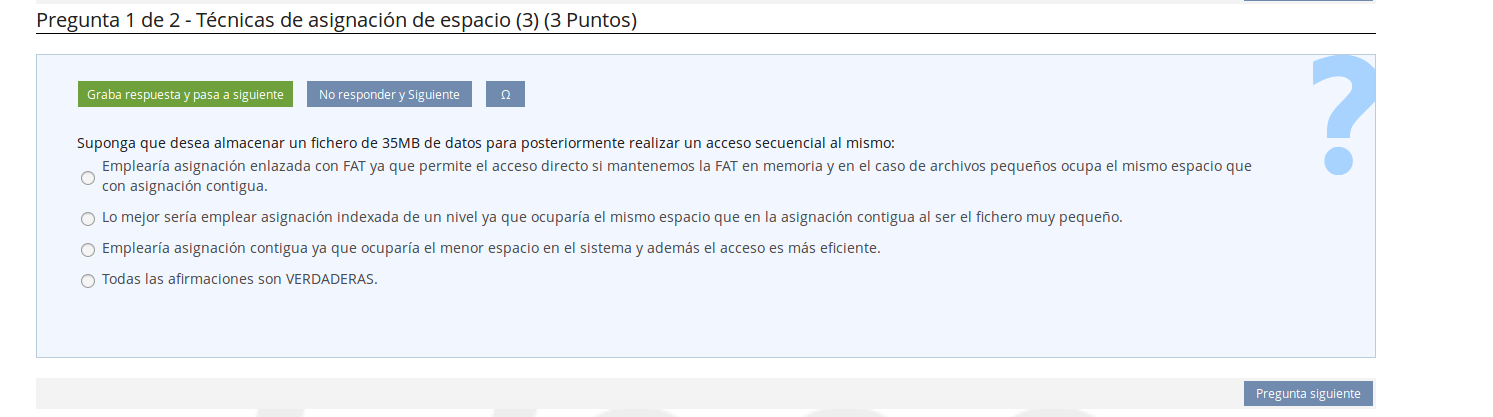 Pregunta 1 de 2 - Técnicas de asignación de espacio (3) (3 Puntos)
?
Graba respuesta y pasa a siguiente No responder y Siguiente Ω
Suponga que desea almacenar un fichero de 35MB de datos para posteriormente realizar un acceso secuencial al mismo:
Emplearía asignación enlazada con FAT ya que permite el acceso directo si mantenemos la FAT en memoria y en el caso de archivos pequeños ocupa el mismo espacio que
con asignación contigua.
Lo mejor sería emplear asignación indexada de un nivel ya que ocuparía el mismo espacio que en la asignación contigua al ser el fichero muy pequeño.
Emplearía asignación contigua ya que ocuparía el menor espacio en el sistema y además el acceso es más eficiente.
Todas las afirmaciones son VERDADERAS.
Pregunta siguiente